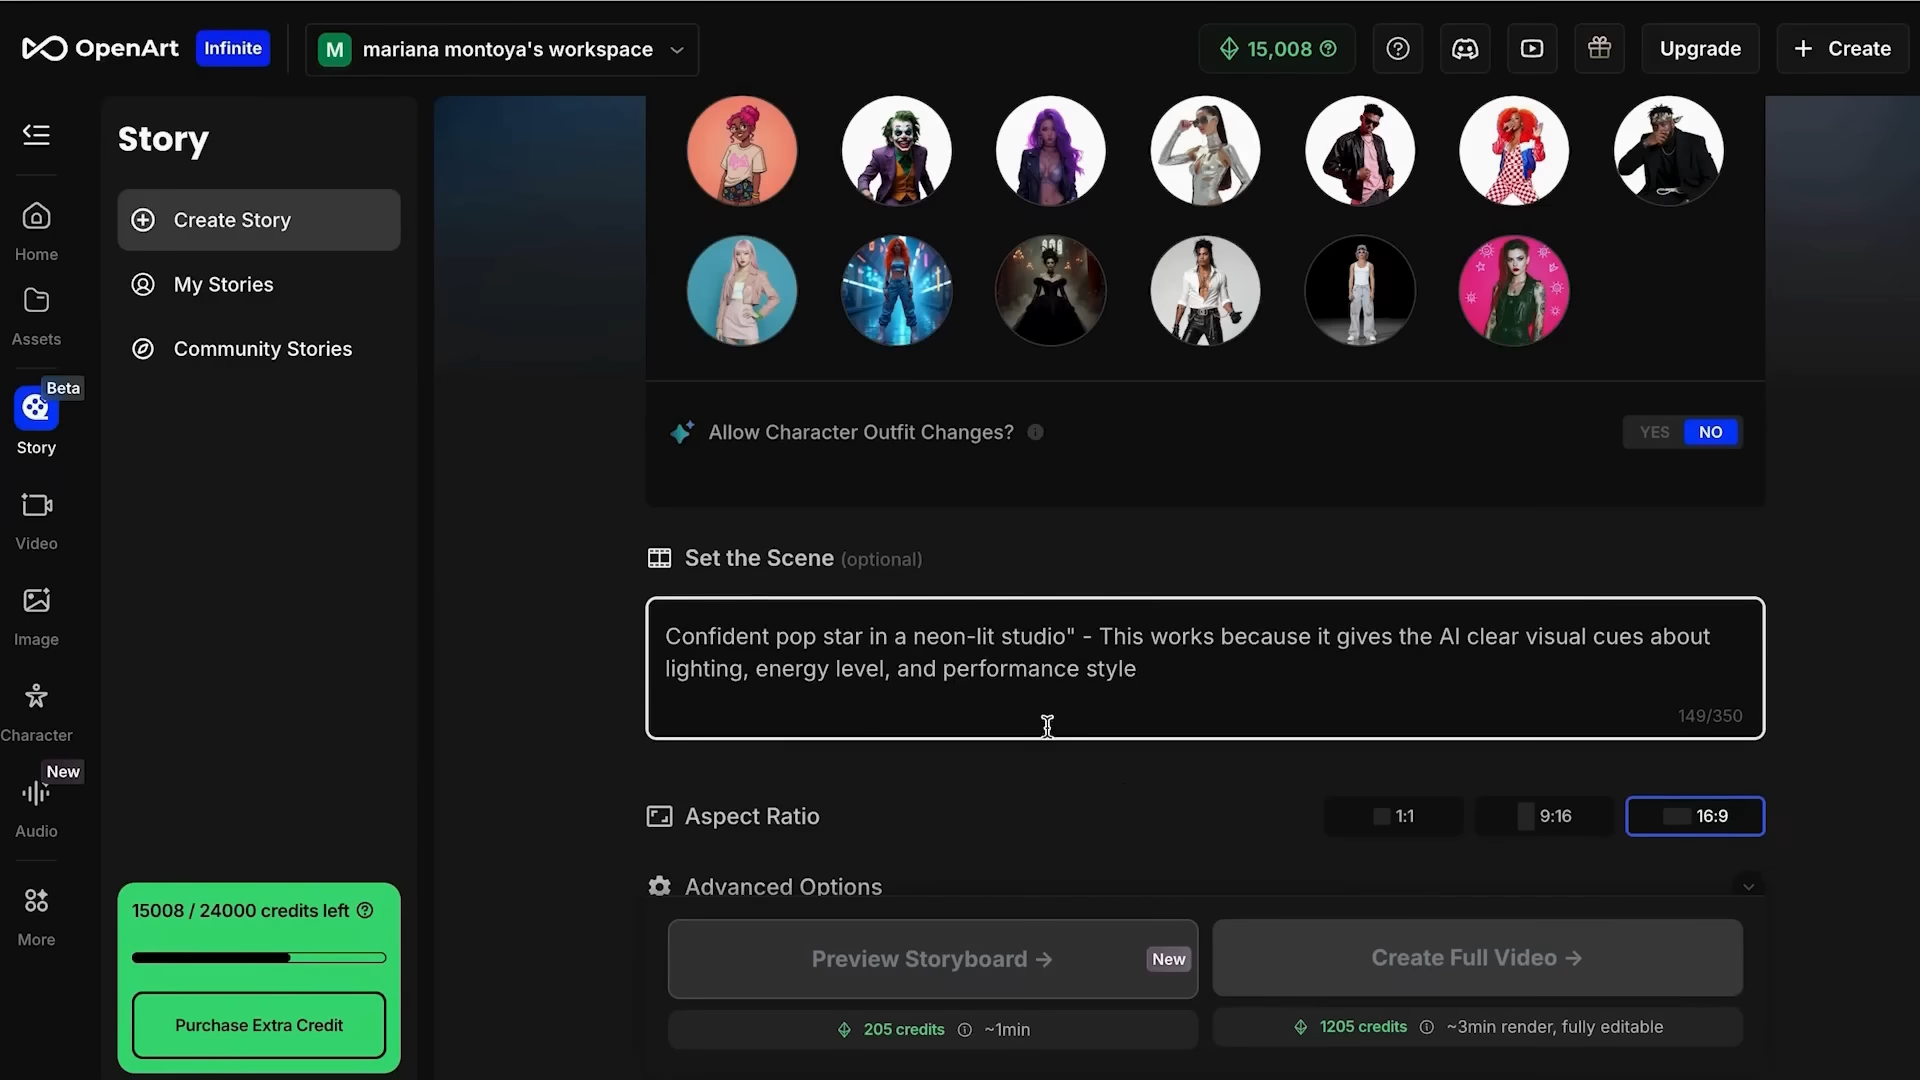 OpenArt Infinite M mariana montoya's workspace 15,008 Upgrade + Create
Story
Create Story
My Stories
Community Stories
Home
Assets
Beta
Story
Video
Image
Character
New
Audio
More
15008 / 24000 credits left
Purchase Extra Credit
Allow Character Outfit Changes? YES NO
Set the Scene (optional)
Confident pop star in a neon-lit studio" - This works because it gives the AI clear visual cues about
lighting, energy level, and performance style
149/350
Aspect Ratio 1:1 9:16 16:9
Advanced Options
Preview Storyboard → New
205 credits ~1min
Create Full Video →
1205 credits ~3min render, fully editable